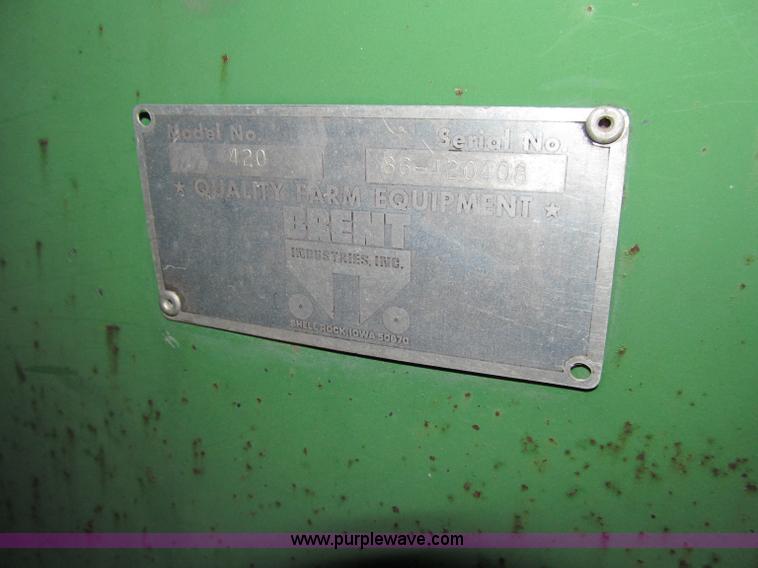 Model No. Serial No.
420 86-420408
★ QUALITY FARM EQUIPMENT ★
BRENT
INDUSTRIES, INC.
SHELL ROCK, IOWA 50670
www.purplewave.com